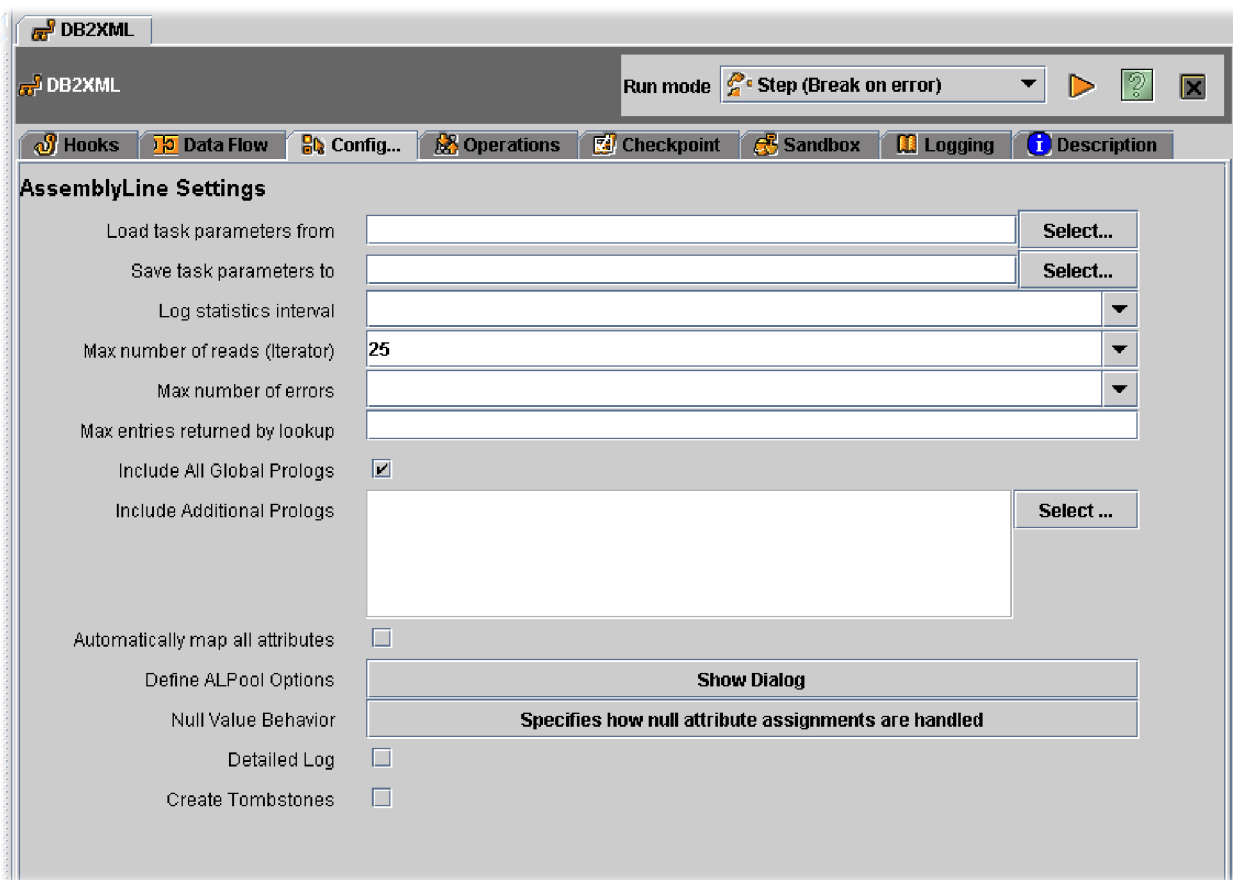 DB2XML
DB2XML
Run mode Step (Break on error)
Hooks Data Flow Config... Operations Checkpoint Sandbox Logging Description
AssemblyLine Settings
Load task parameters from Select...
Save task parameters to Select...
Log statistics interval
Max number of reads (Iterator) 25
Max number of errors
Max entries returned by lookup
Include All Global Prologs
Include Additional Prologs Select ...
Automatically map all attributes
Define ALPool Options Show Dialog
Null Value Behavior Specifies how null attribute assignments are handled
Detailed Log
Create Tombstones